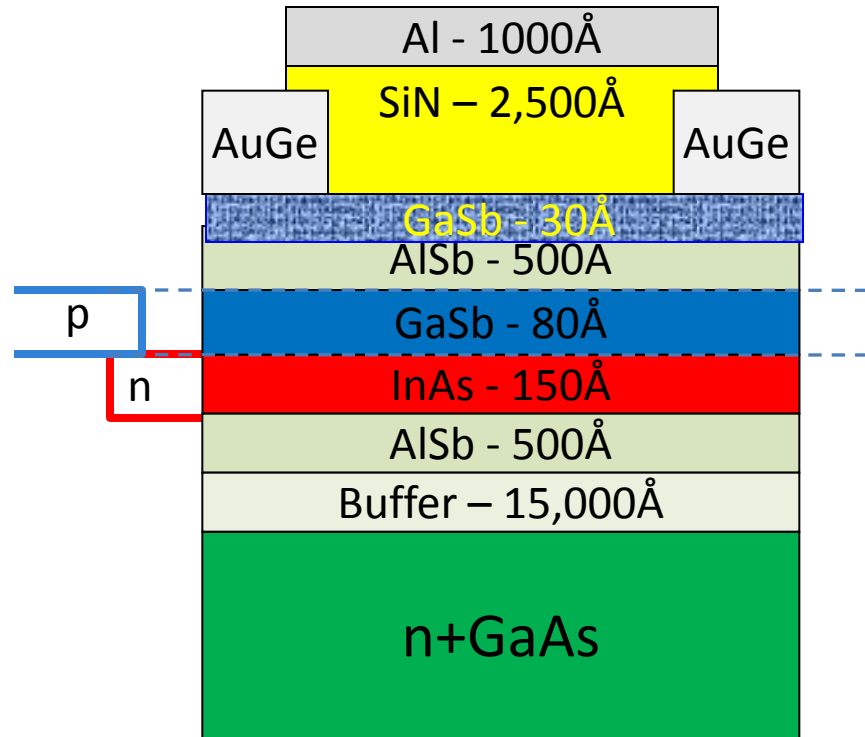 Al - 1000Å
SiN – 2,500Å
AuGe
AuGe
GaSb - 30Å
AlSb - 500A
p
GaSb - 80Å
n
InAs - 150Å
AlSb - 500Å
Buffer – 15,000Å
n+GaAs